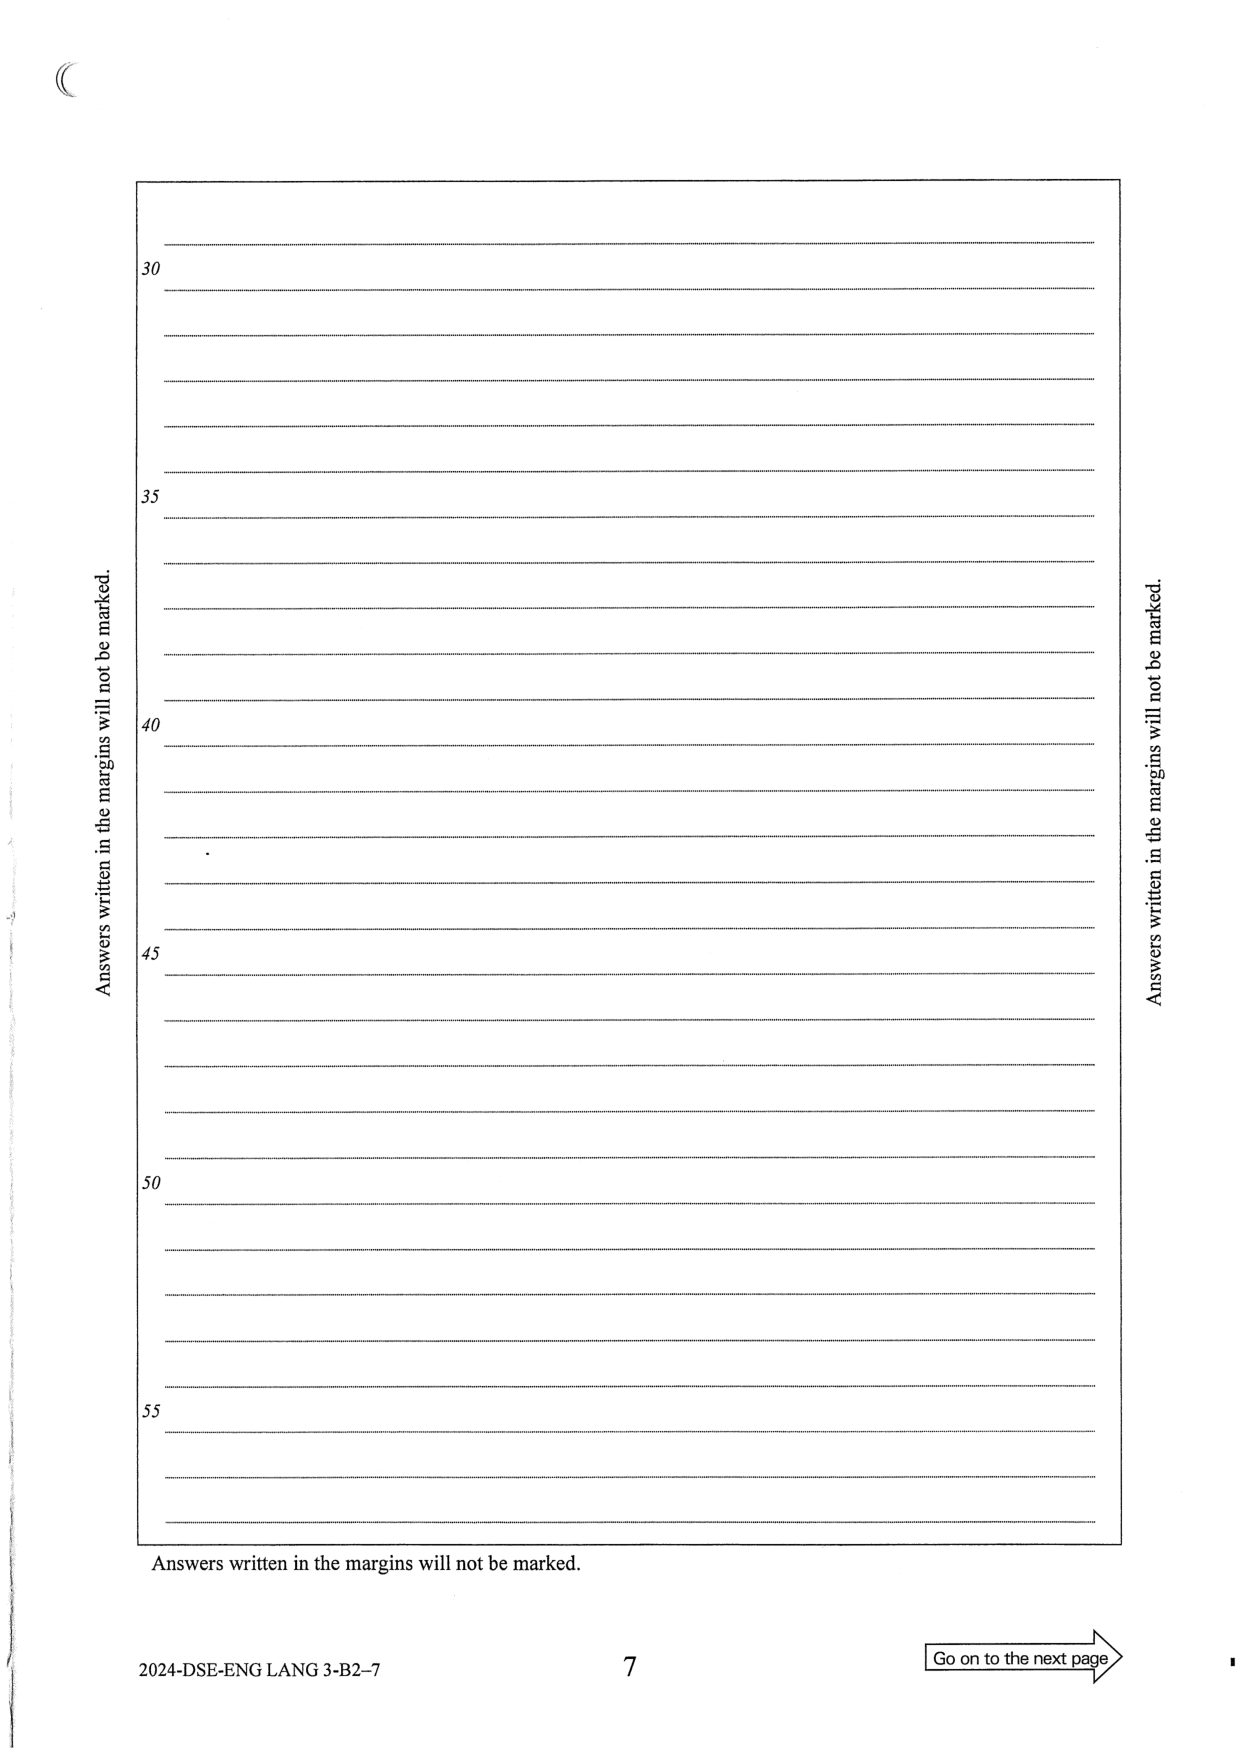 30
35
40
45
50
55
Answers written in the margins will not be marked.
Answers written in the margins will not be marked.
Answers written in the margins will not be marked.
2024-DSE-ENG LANG 3-B2–7
7
Go on to the next page